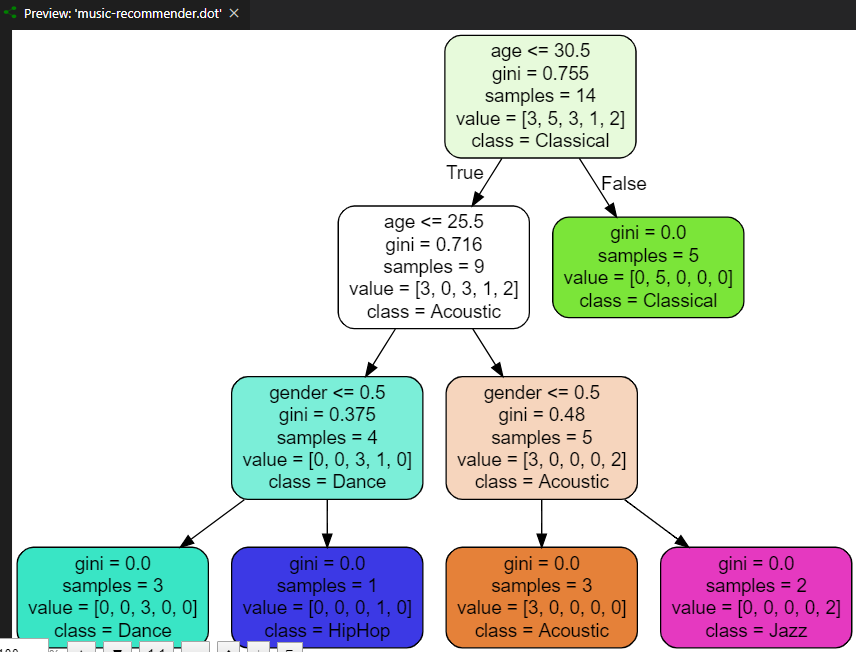 Preview: 'music-recommender.dot'
age <= 30.5
gini = 0.755
samples = 14
value = [3, 5, 3, 1, 2]
class = Classical
True
False
age <= 25.5
gini = 0.716
samples = 9
value = [3, 0, 3, 1, 2]
class = Acoustic
gini = 0.0
samples = 5
value = [0, 5, 0, 0, 0]
class = Classical
gender <= 0.5
gini = 0.375
samples = 4
value = [0, 0, 3, 1, 0]
class = Dance
gender <= 0.5
gini = 0.48
samples = 5
value = [3, 0, 0, 0, 2]
class = Acoustic
gini = 0.0
samples = 3
value = [0, 0, 3, 0, 0]
class = Dance
gini = 0.0
samples = 1
value = [0, 0, 0, 1, 0]
class = HipHop
gini = 0.0
samples = 3
value = [3, 0, 0, 0, 0]
class = Acoustic
gini = 0.0
samples = 2
value = [0, 0, 0, 0, 2]
class = Jazz